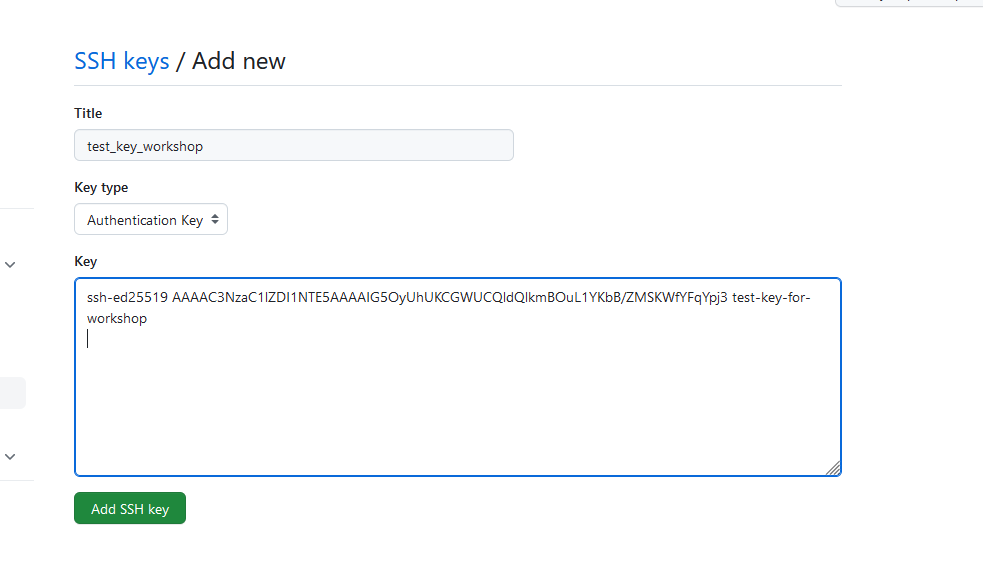 SSH keys / Add new
Title
test_key_workshop
Key type
Authentication Key
Key
ssh-ed25519 AAAAC3NzaC1lZDI1NTE5AAAAIG5OyUhUKCGWUCQldQlkmBOuL1YKbB/ZMSKWfYFqYpj3 test-key-for-
workshop
Add SSH key